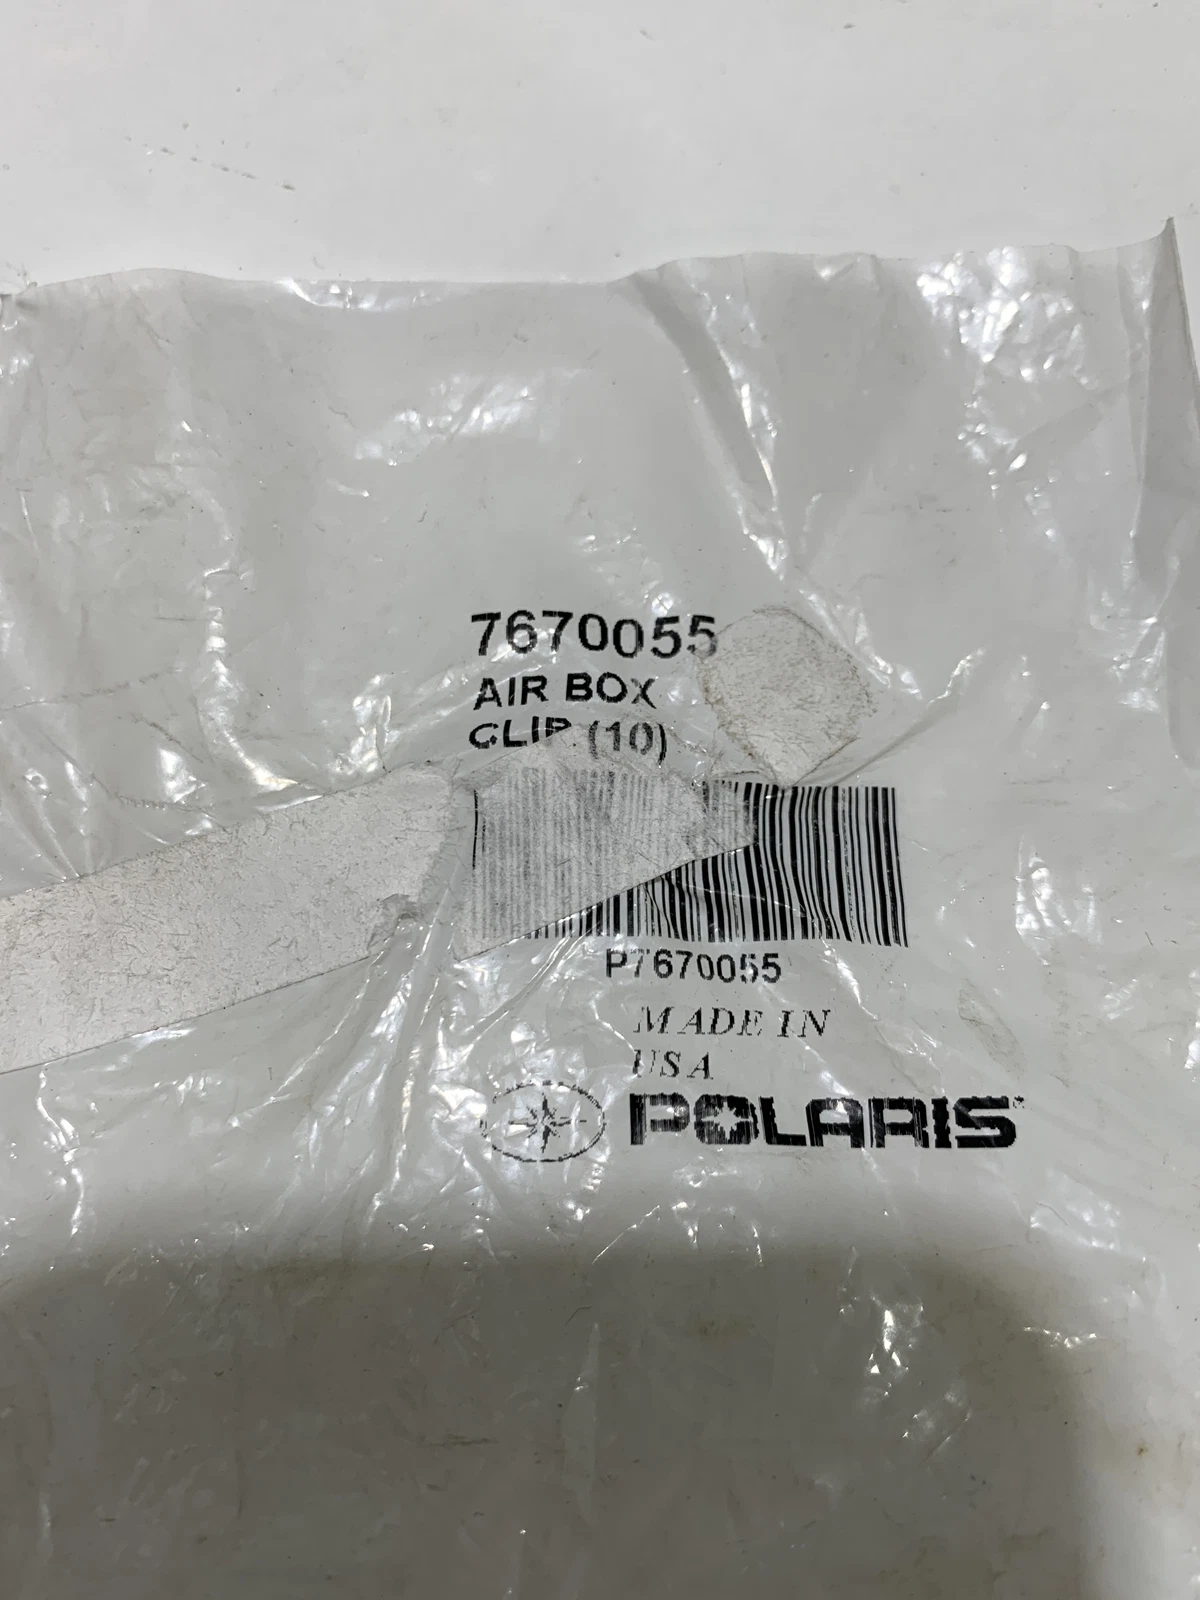 7670055
AIR BOX
CLIP (10)
P7670055
MADE IN
USA
POLARIS